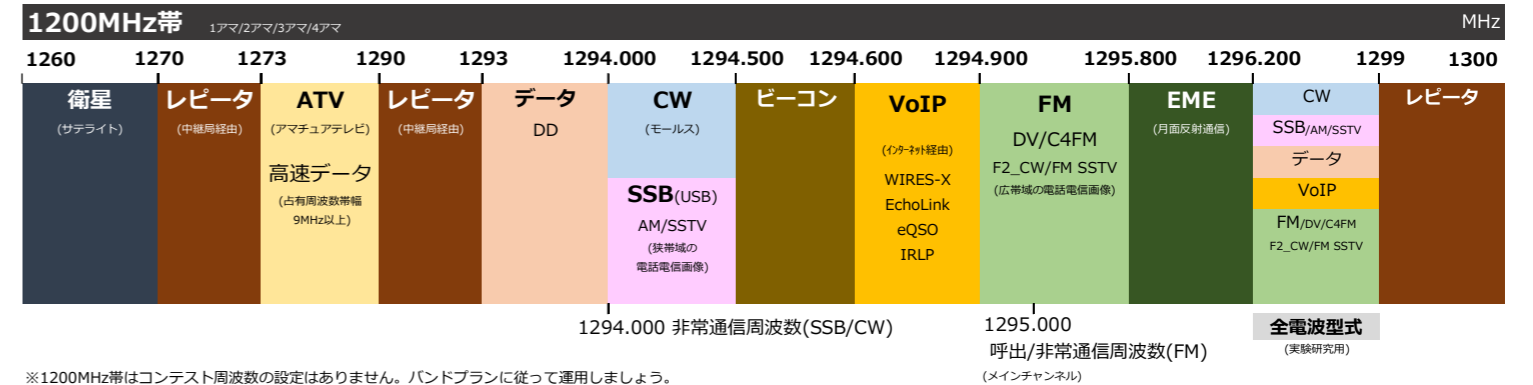 1200MHz帯 1アマ/2アマ/3アマ/4アマ MHz
1260 1270 1273 1290 1293 1294.000 1294.500 1294.600 1294.900 1295.800 1296.200 1299 1300
衛星
(サテライト)
レピータ
(中継局経由)
ATV
(アマチュアテレビ)
高速データ
(占有周波数帯幅
9MHz以上)
レピータ
(中継局経由)
データ
DD
CW
(モールス)
SSB(USB)
AM/SSTV
(狭帯域の
電話電信画像)
ビーコン
VoIP
(インターネット経由)
WIRES-X
EchoLink
eQSO
IRLP
FM
DV/C4FM
F2_CW/FM SSTV
(広帯域の電話電信画像)
EME
(月面反射通信)
CW
SSB/AM/SSTV
データ
VoIP
FM/DV/C4FM
F2_CW/FM SSTV
レピータ
1294.000 非常通信周波数(SSB/CW)
1295.000
呼出/非常通信周波数(FM)
(メインチャンネル)
全電波型式
(実験研究用)
※1200MHz帯はコンテスト周波数の設定はありません。バンドプランに従って運用しましょう。